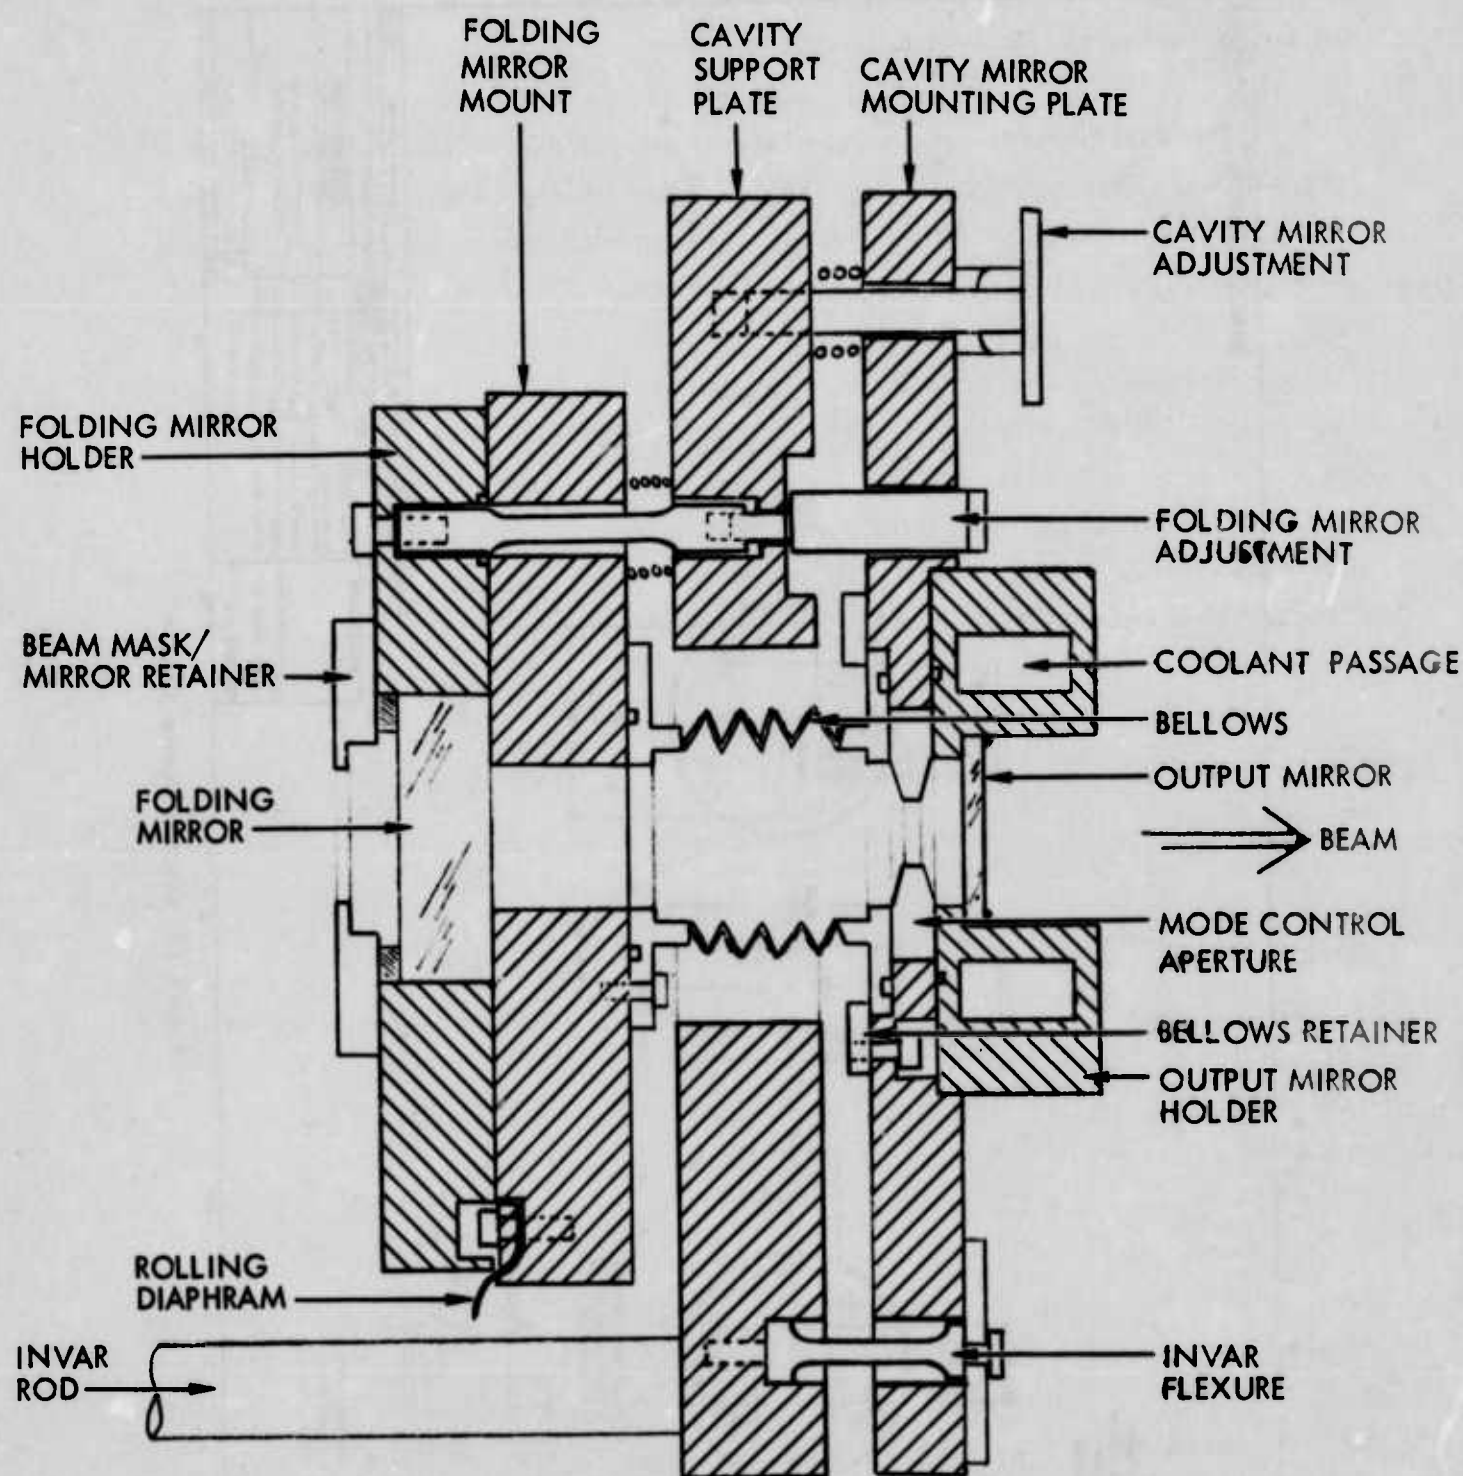 FOLDING
MIRROR
MOUNT
CAVITY
SUPPORT
PLATE
CAVITY MIRROR
MOUNTING PLATE
CAVITY MIRROR
ADJUSTMENT
FOLDING MIRROR
HOLDER
FOLDING MIRROR
ADJUSTMENT
BEAM MASK/
MIRROR RETAINER
COOLANT PASSAGE
BELLOWS
OUTPUT MIRROR
FOLDING
MIRROR
BEAM
MODE CONTROL
APERTURE
BELLOWS RETAINER
OUTPUT MIRROR
HOLDER
ROLLING
DIAPHRAM
INVAR
ROD
INVAR
FLEXURE